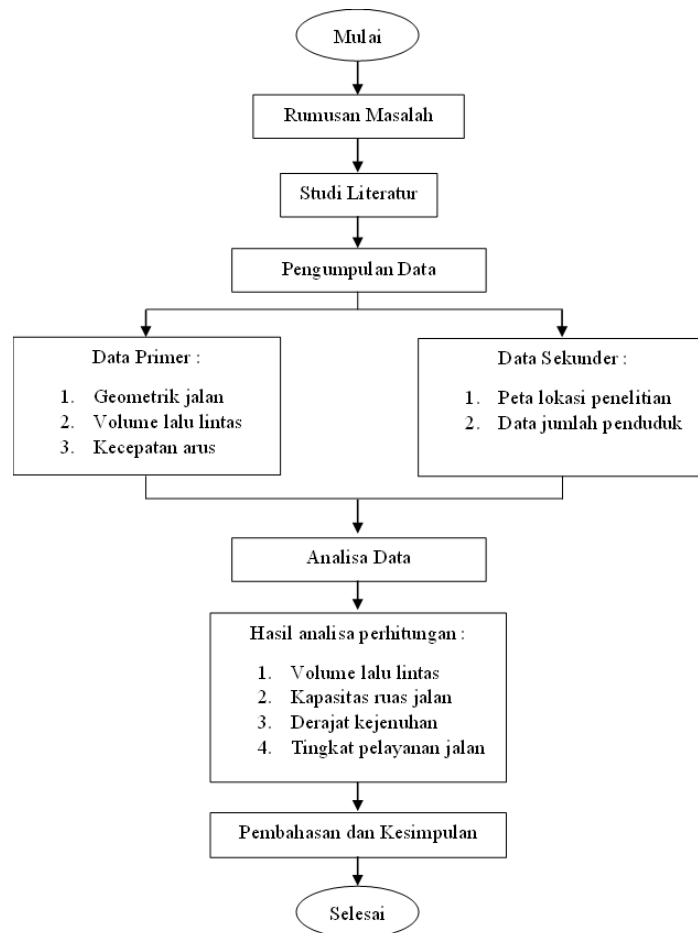 Mulai
Rumusan Masalah
Studi Literatur
Pengumpulan Data
Data Primer :
1. Geometrik jalan
2. Volume lalu lintas
3. Kecepatan arus
Data Sekunder :
1. Peta lokasi penelitian
2. Data jumlah penduduk
Analisa Data
Hasil analisa perhitungan :
1. Volume lalu lintas
2. Kapasitas ruas jalan
3. Derajat kejenuhan
4. Tingkat pelayanan jalan
Pembahasan dan Kesimpulan
Selesai